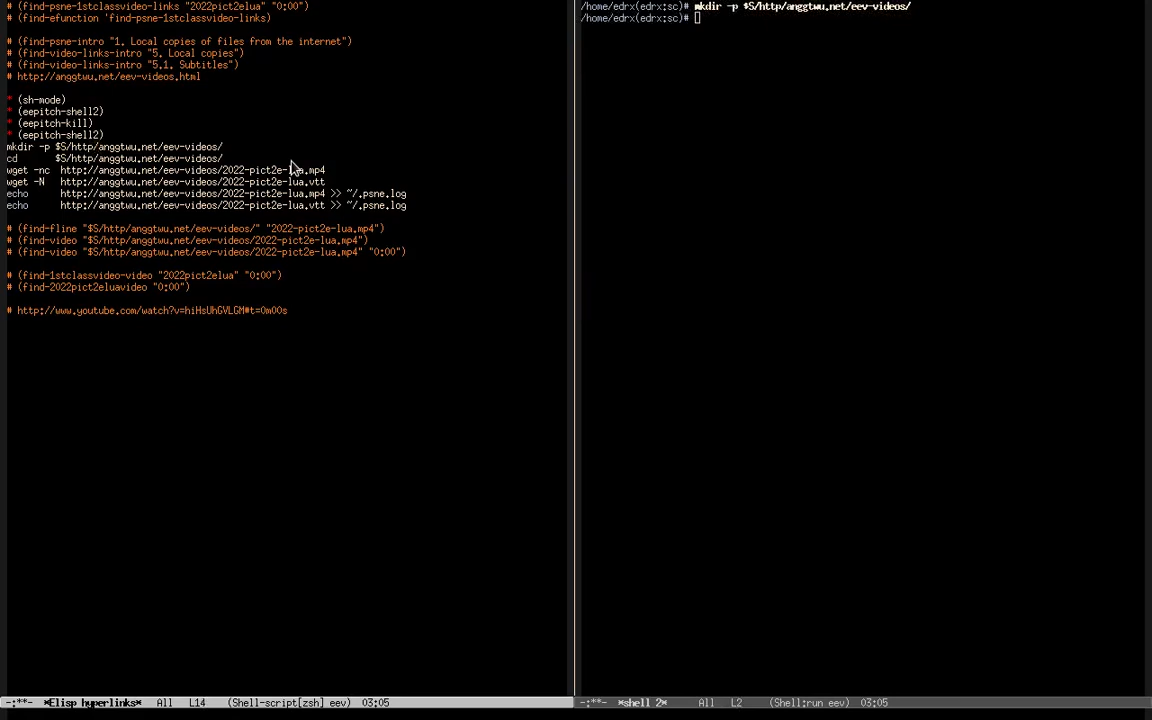 # (find-psne-1stclassvideo-links "2022pict2elua" "0:00")
# (find-efunction 'find-psne-1stclassvideo-links)
# (find-psne-intro "1. Local copies of files from the internet")
# (find-video-links-intro "5. Local copies")
# (find-video-links-intro "5.1. Subtitles")
# http://anggtwu.net/eev-videos.html
* (sh-mode)
* (eepitch-shell2)
* (eepitch-kill)
* (eepitch-shell2)
mkdir -p $S/http/anggtwu.net/eev-videos/
cd       $S/http/anggtwu.net/eev-videos/
wget -nc  http://anggtwu.net/eev-videos/2022-pict2e-lua.mp4
wget -N   http://anggtwu.net/eev-videos/2022-pict2e-lua.vtt
echo      http://anggtwu.net/eev-videos/2022-pict2e-lua.mp4 >> ~/.psne.log
echo      http://anggtwu.net/eev-videos/2022-pict2e-lua.vtt >> ~/.psne.log
# (find-fline "$S/http/anggtwu.net/eev-videos/" "2022-pict2e-lua.mp4")
# (find-video "$S/http/anggtwu.net/eev-videos/2022-pict2e-lua.mp4")
# (find-video "$S/http/anggtwu.net/eev-videos/2022-pict2e-lua.mp4" "0:00")
# (find-1stclassvideo-video "2022pict2elua" "0:00")
# (find-2022pict2eluavideo "0:00")
# http://www.youtube.com/watch?v=hiHsUhGVLGM#t=0m00s
-:**-  *Elisp hyperlinks*   All   L14    (Shell-script[zsh] eev)  03:05
/home/edrx(edrx:sc)# mkdir -p $S/http/anggtwu.net/eev-videos/
/home/edrx(edrx:sc)#
-:**-  *shell 2*      All   L2     (Shell:run eev)  03:05